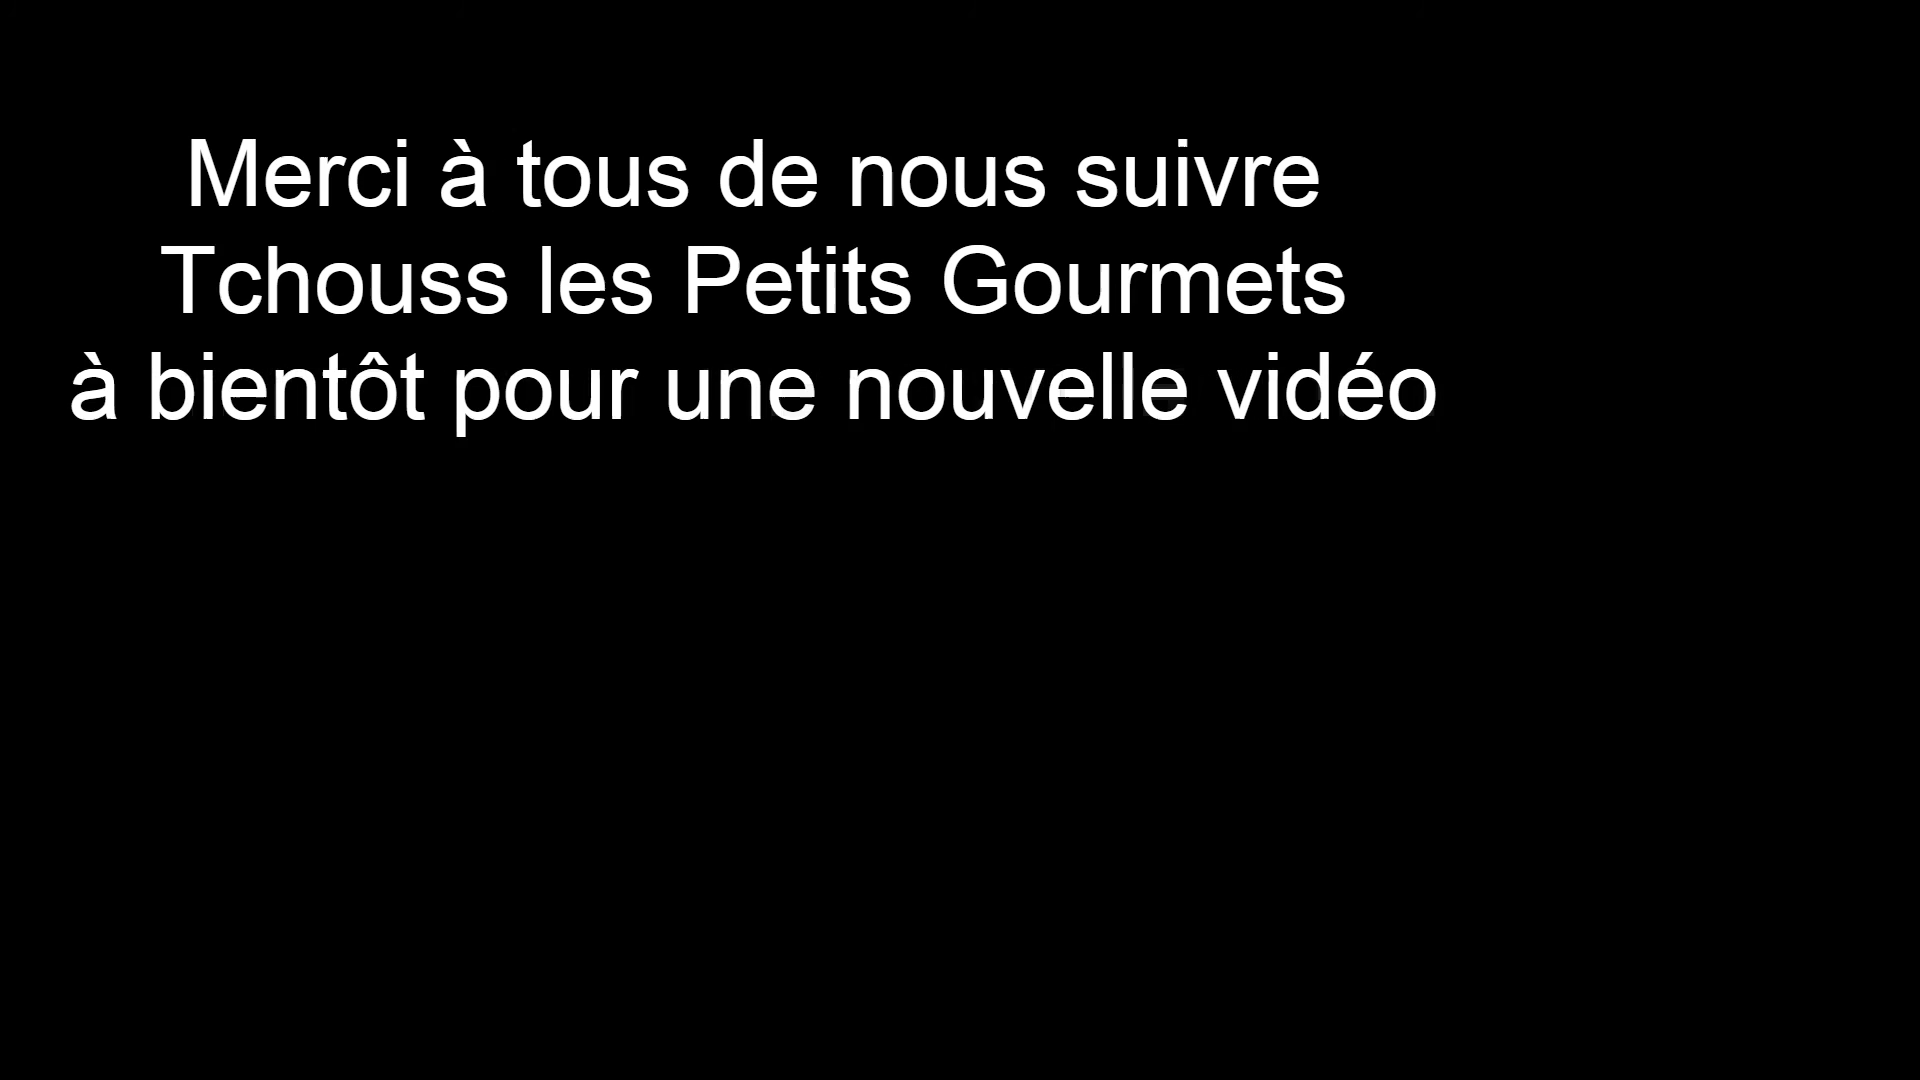 Merci à tous de nous suivre
Tchouss les Petits Gourmets
à bientôt pour une nouvelle vidéo